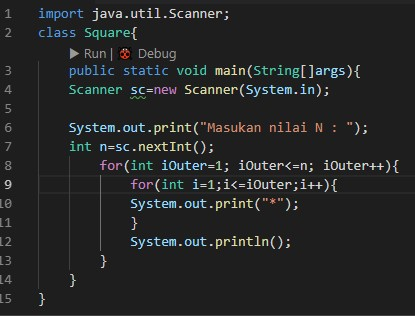 1 import java.util.Scanner;
2 class Square{
Run | Debug
3 public static void main(String[]args){
4 Scanner sc=new Scanner(System.in);
5
6 System.out.print("Masukan nilai N : ");
7 int n=sc.nextInt();
8 for(int iOuter=1; iOuter<=n; iOuter++){
9 for(int i=1;i<=iOuter;i++){
10 System.out.print("*");
11 }
12 System.out.println();
13 }
14 }
15 }